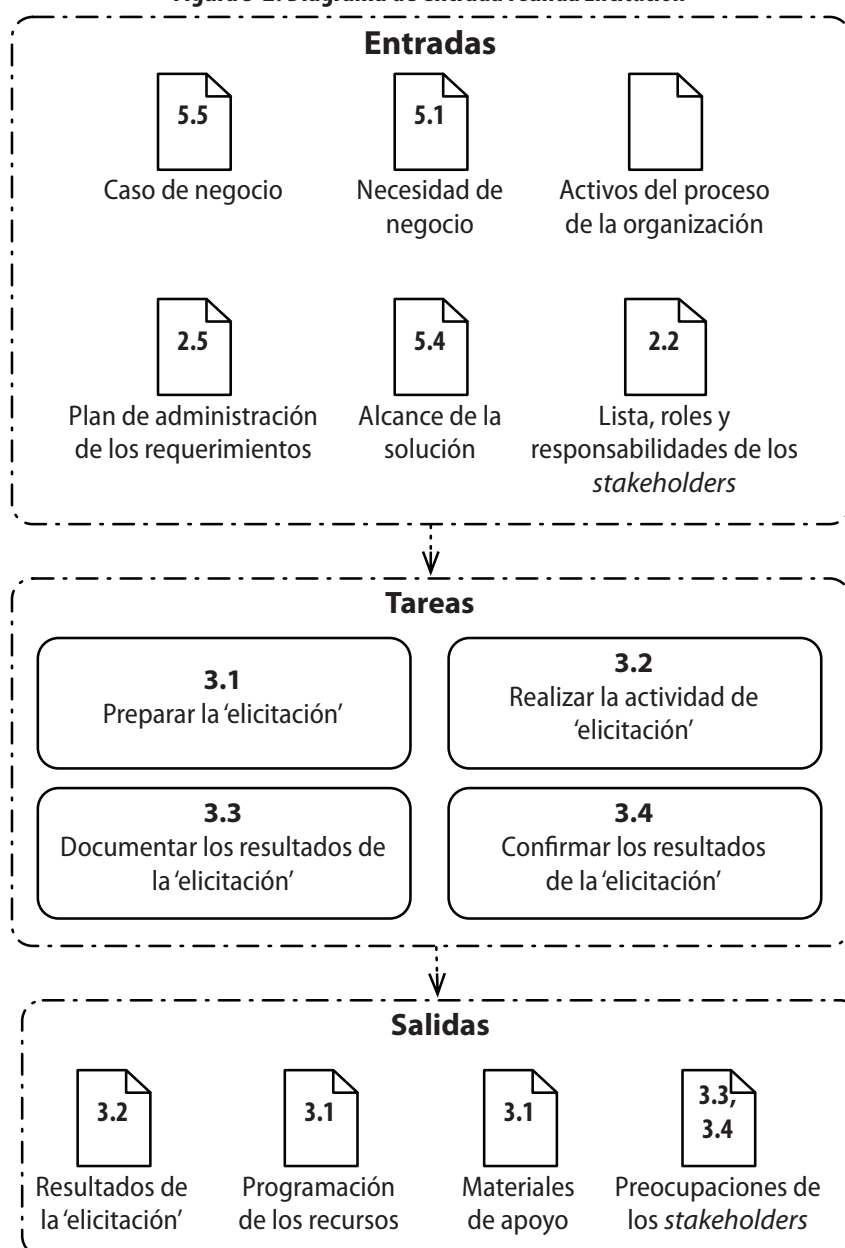 Entradas
5.5
5.1
Caso de negocio
Necesidad de
negocio
Activos del proceso
de la organización
2.5
5.4
2.2
Plan de administración
de los requerimientos
Alcance de la
solución
Lista, roles y
responsabilidades de los
stakeholders
Tareas
3.1
Preparar la ‘elicitación’
3.2
Realizar la actividad de
‘elicitación’
3.3
Documentar los resultados de
la ‘elicitación’
3.4
Confirmar los resultados
de la ‘elicitación’
Salidas
3.2
3.1
3.1
3.3,
3.4
Resultados de
la ‘elicitación’
Programación
de los recursos
Materiales
de apoyo
Preocupaciones de
los stakeholders